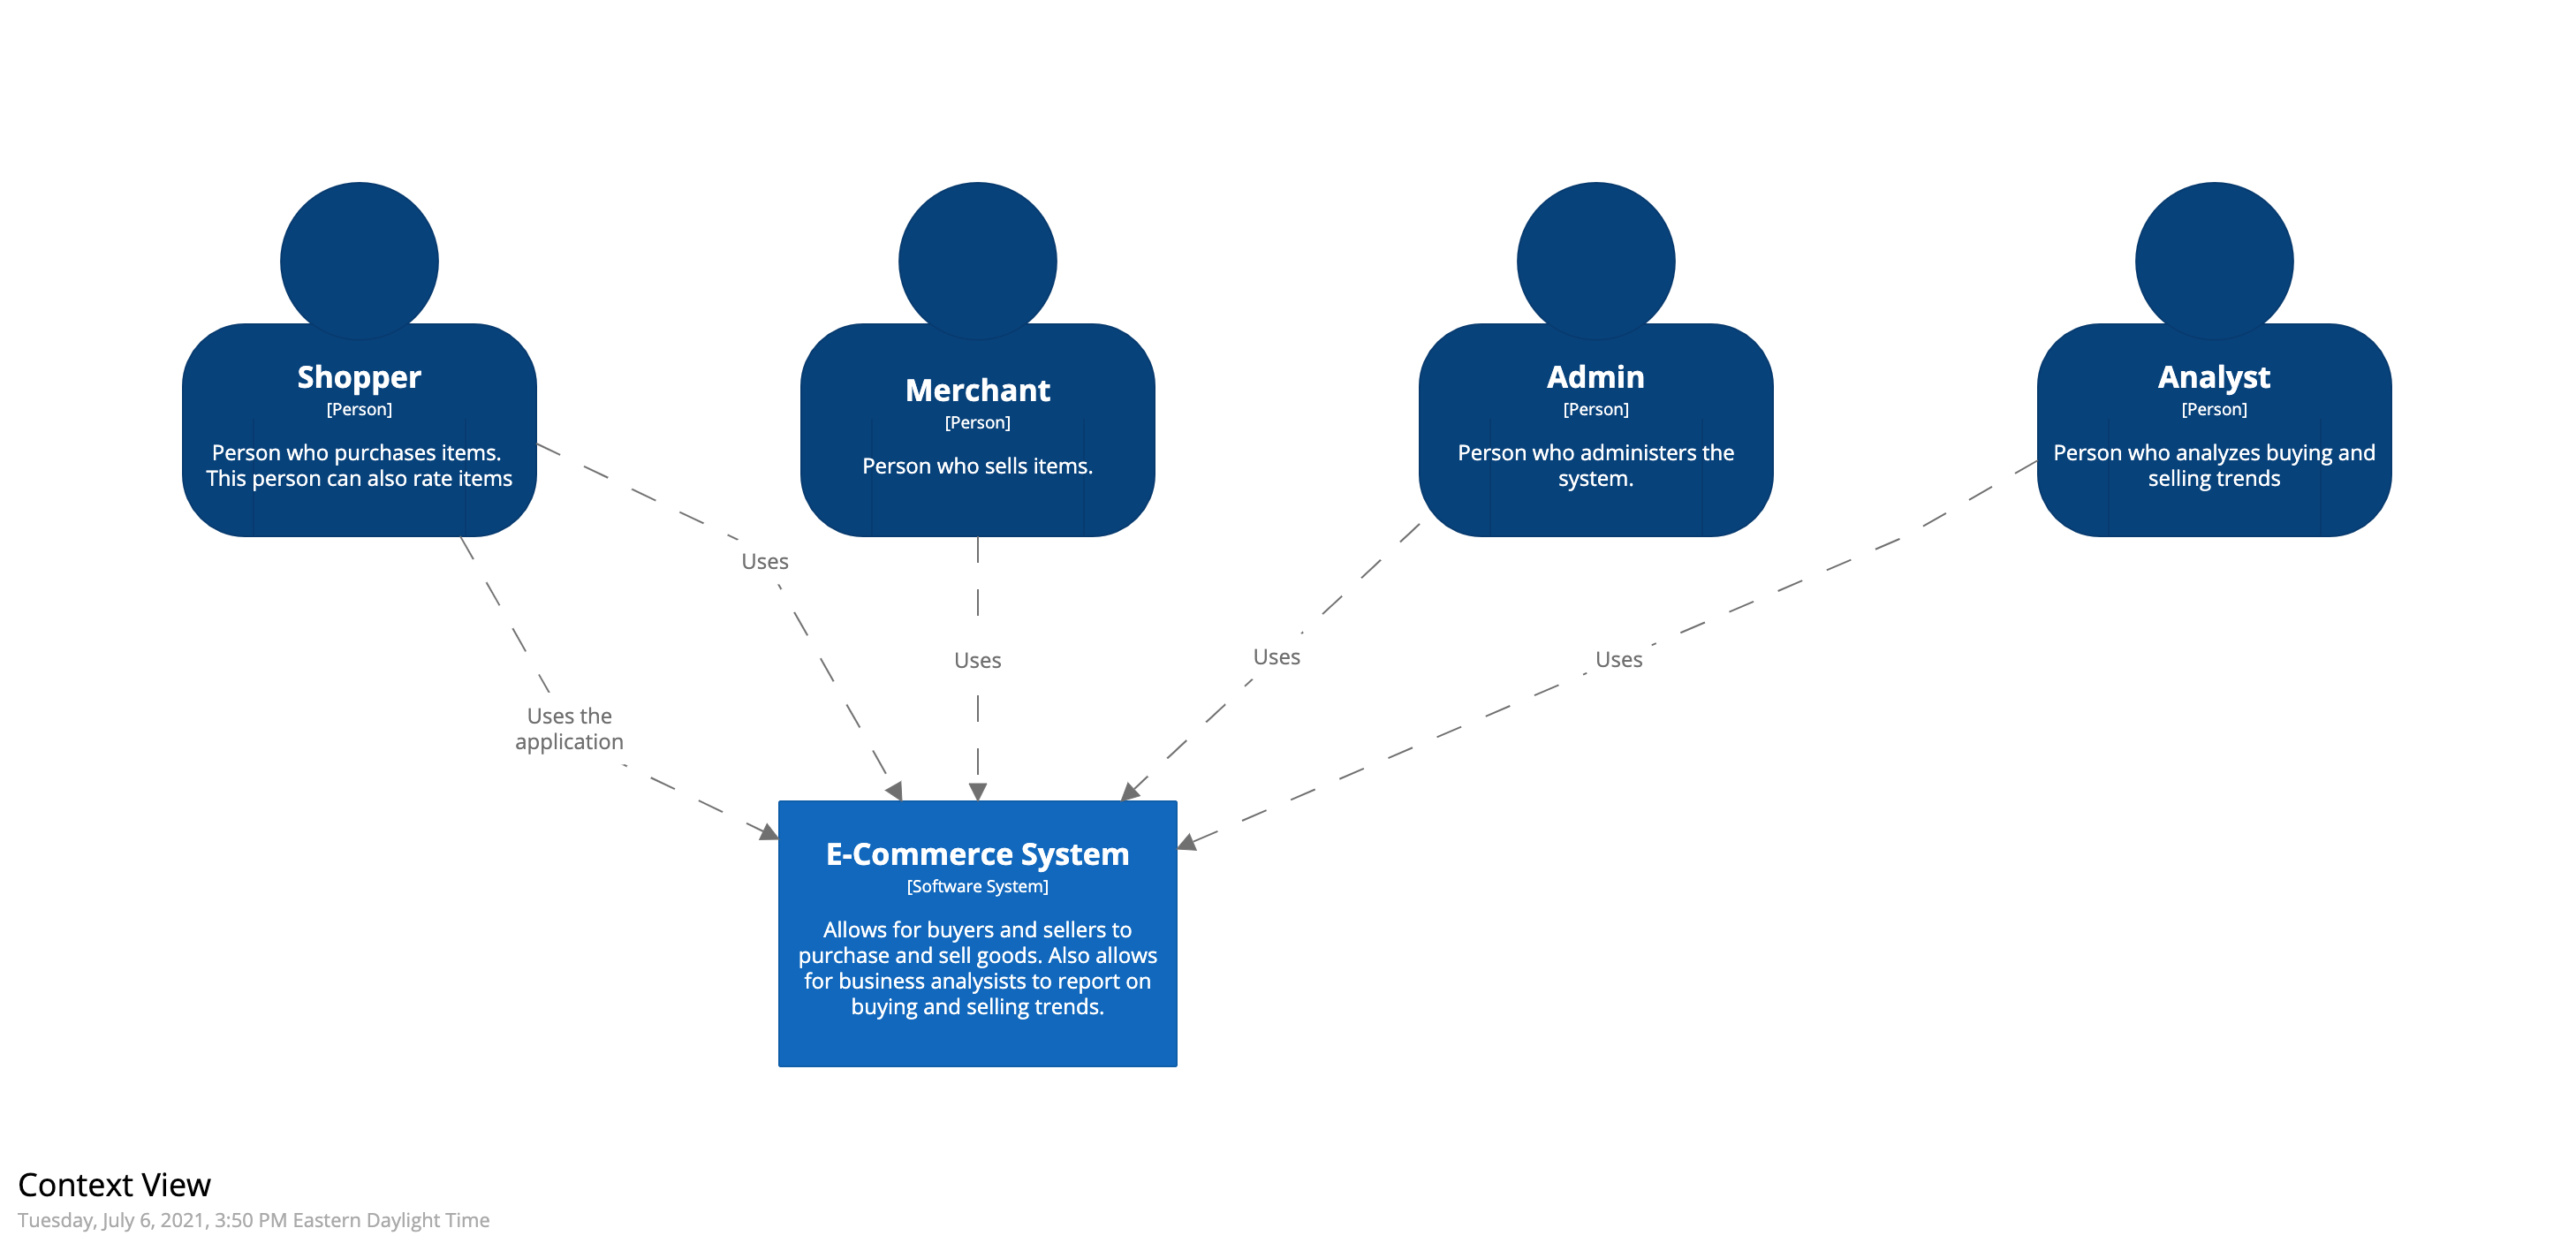 Shopper
[Person]
Person who purchases items.
This person can also rate items
Merchant
[Person]
Person who sells items.
Admin
[Person]
Person who administers the
system.
Analyst
[Person]
Person who analyzes buying and
selling trends
Uses
Uses
Uses
Uses
Uses the
application
E-Commerce System
[Software System]
Allows for buyers and sellers to
purchase and sell goods. Also allows
for business analysists to report on
buying and selling trends.
Context View
Tuesday, July 6, 2021, 3:50 PM Eastern Daylight Time